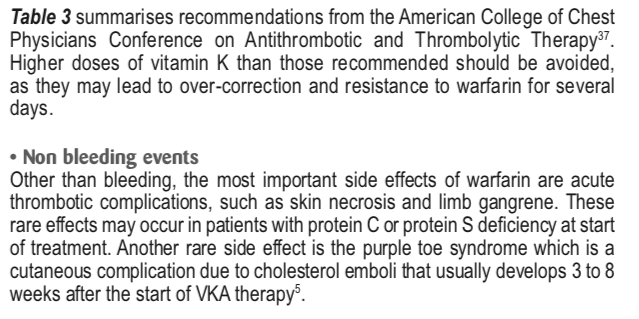 Table 3 summarises recommendations from the American College of Chest
Physicians Conference on Antithrombotic and Thrombolytic Therapy³⁷.
Higher doses of vitamin K than those recommended should be avoided,
as they may lead to over-correction and resistance to warfarin for several
days.
• Non bleeding events
Other than bleeding, the most important side effects of warfarin are acute
thrombotic complications, such as skin necrosis and limb gangrene. These
rare effects may occur in patients with protein C or protein S deficiency at start
of treatment. Another rare side effect is the purple toe syndrome which is a
cutaneous complication due to cholesterol emboli that usually develops 3 to 8
weeks after the start of VKA therapy⁵.